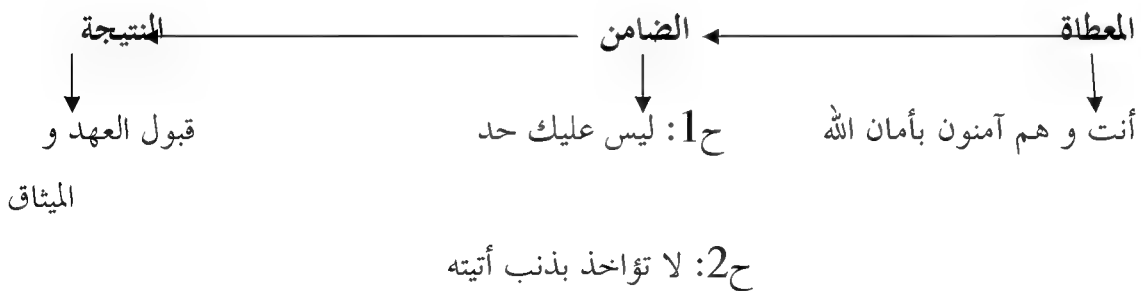 المعطاة الضامن المنتيجة
أنت و هم آمنون بأمان الله ح1: ليس عليك حد قبول العهد و
الميثاق
ح2: لا تؤاخذ بذنب أتيته